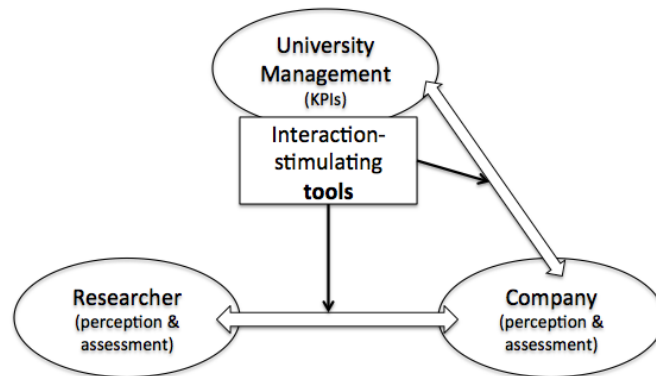 University
Management
(KPIs)
Interaction-
stimulating
tools
Researcher
(perception &
assessment)
Company
(perception &
assessment)